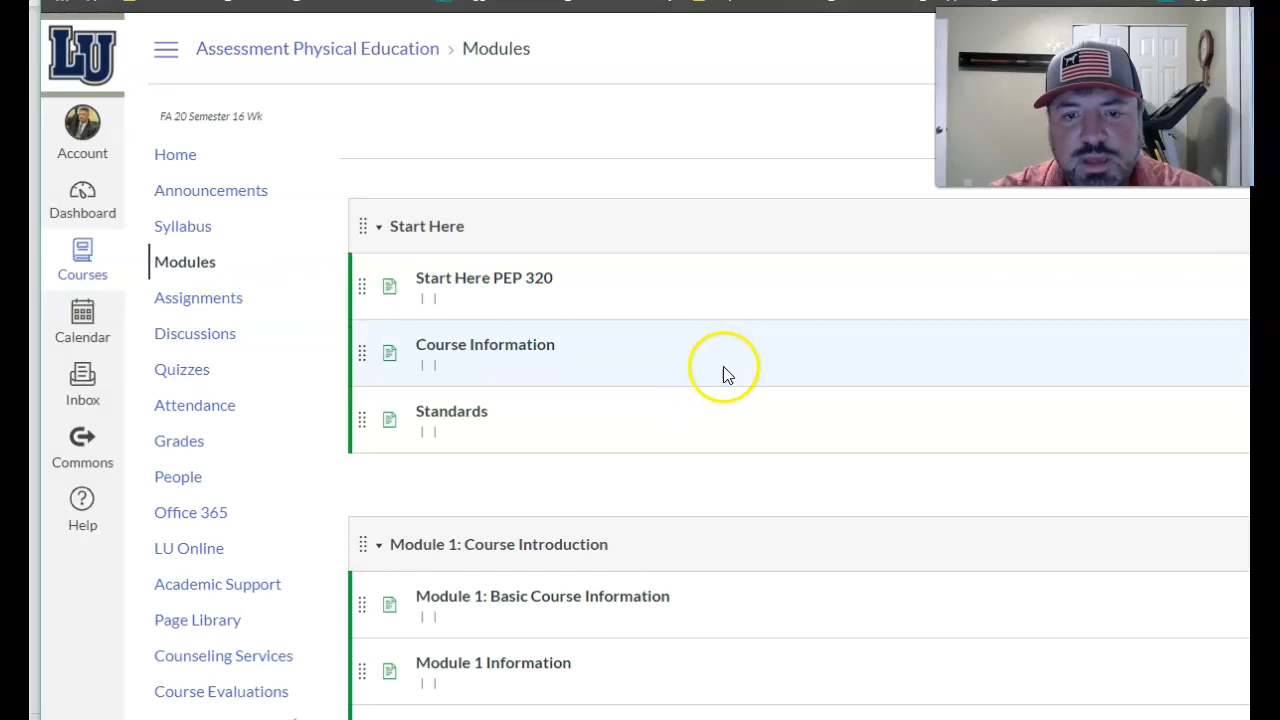 LU
Assessment Physical Education › Modules
FA 20 Semester 16 Wk
Account
Dashboard
Courses
Calendar
Inbox
Commons
Help
Home
Announcements
Syllabus
Modules
Assignments
Discussions
Quizzes
Attendance
Grades
People
Office 365
LU Online
Academic Support
Page Library
Counseling Services
Course Evaluations
Start Here
Start Here PEP 320
| |
Course Information
| |
Standards
| |
Module 1: Course Introduction
Module 1: Basic Course Information
| |
Module 1 Information
| |